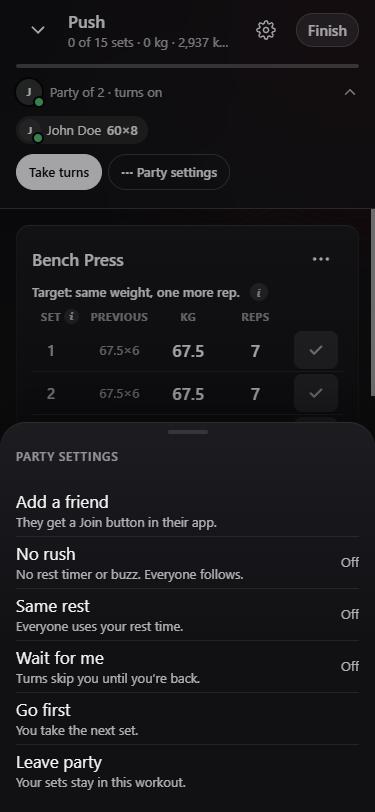 Push
0 of 15 sets · 0 kg · 2,937 k...
Finish
J
Party of 2 · turns on
J John Doe 60×8
Take turns
--- Party settings
Bench Press
Target: same weight, one more rep. i
SET i PREVIOUS KG REPS
1 67.5×6 67.5 7
2 67.5×6 67.5 7
PARTY SETTINGS
Add a friend
They get a Join button in their app.
No rush
No rest timer or buzz. Everyone follows.
Off
Same rest
Everyone uses your rest time.
Off
Wait for me
Turns skip you until you're back.
Off
Go first
You take the next set.
Leave party
Your sets stay in this workout.